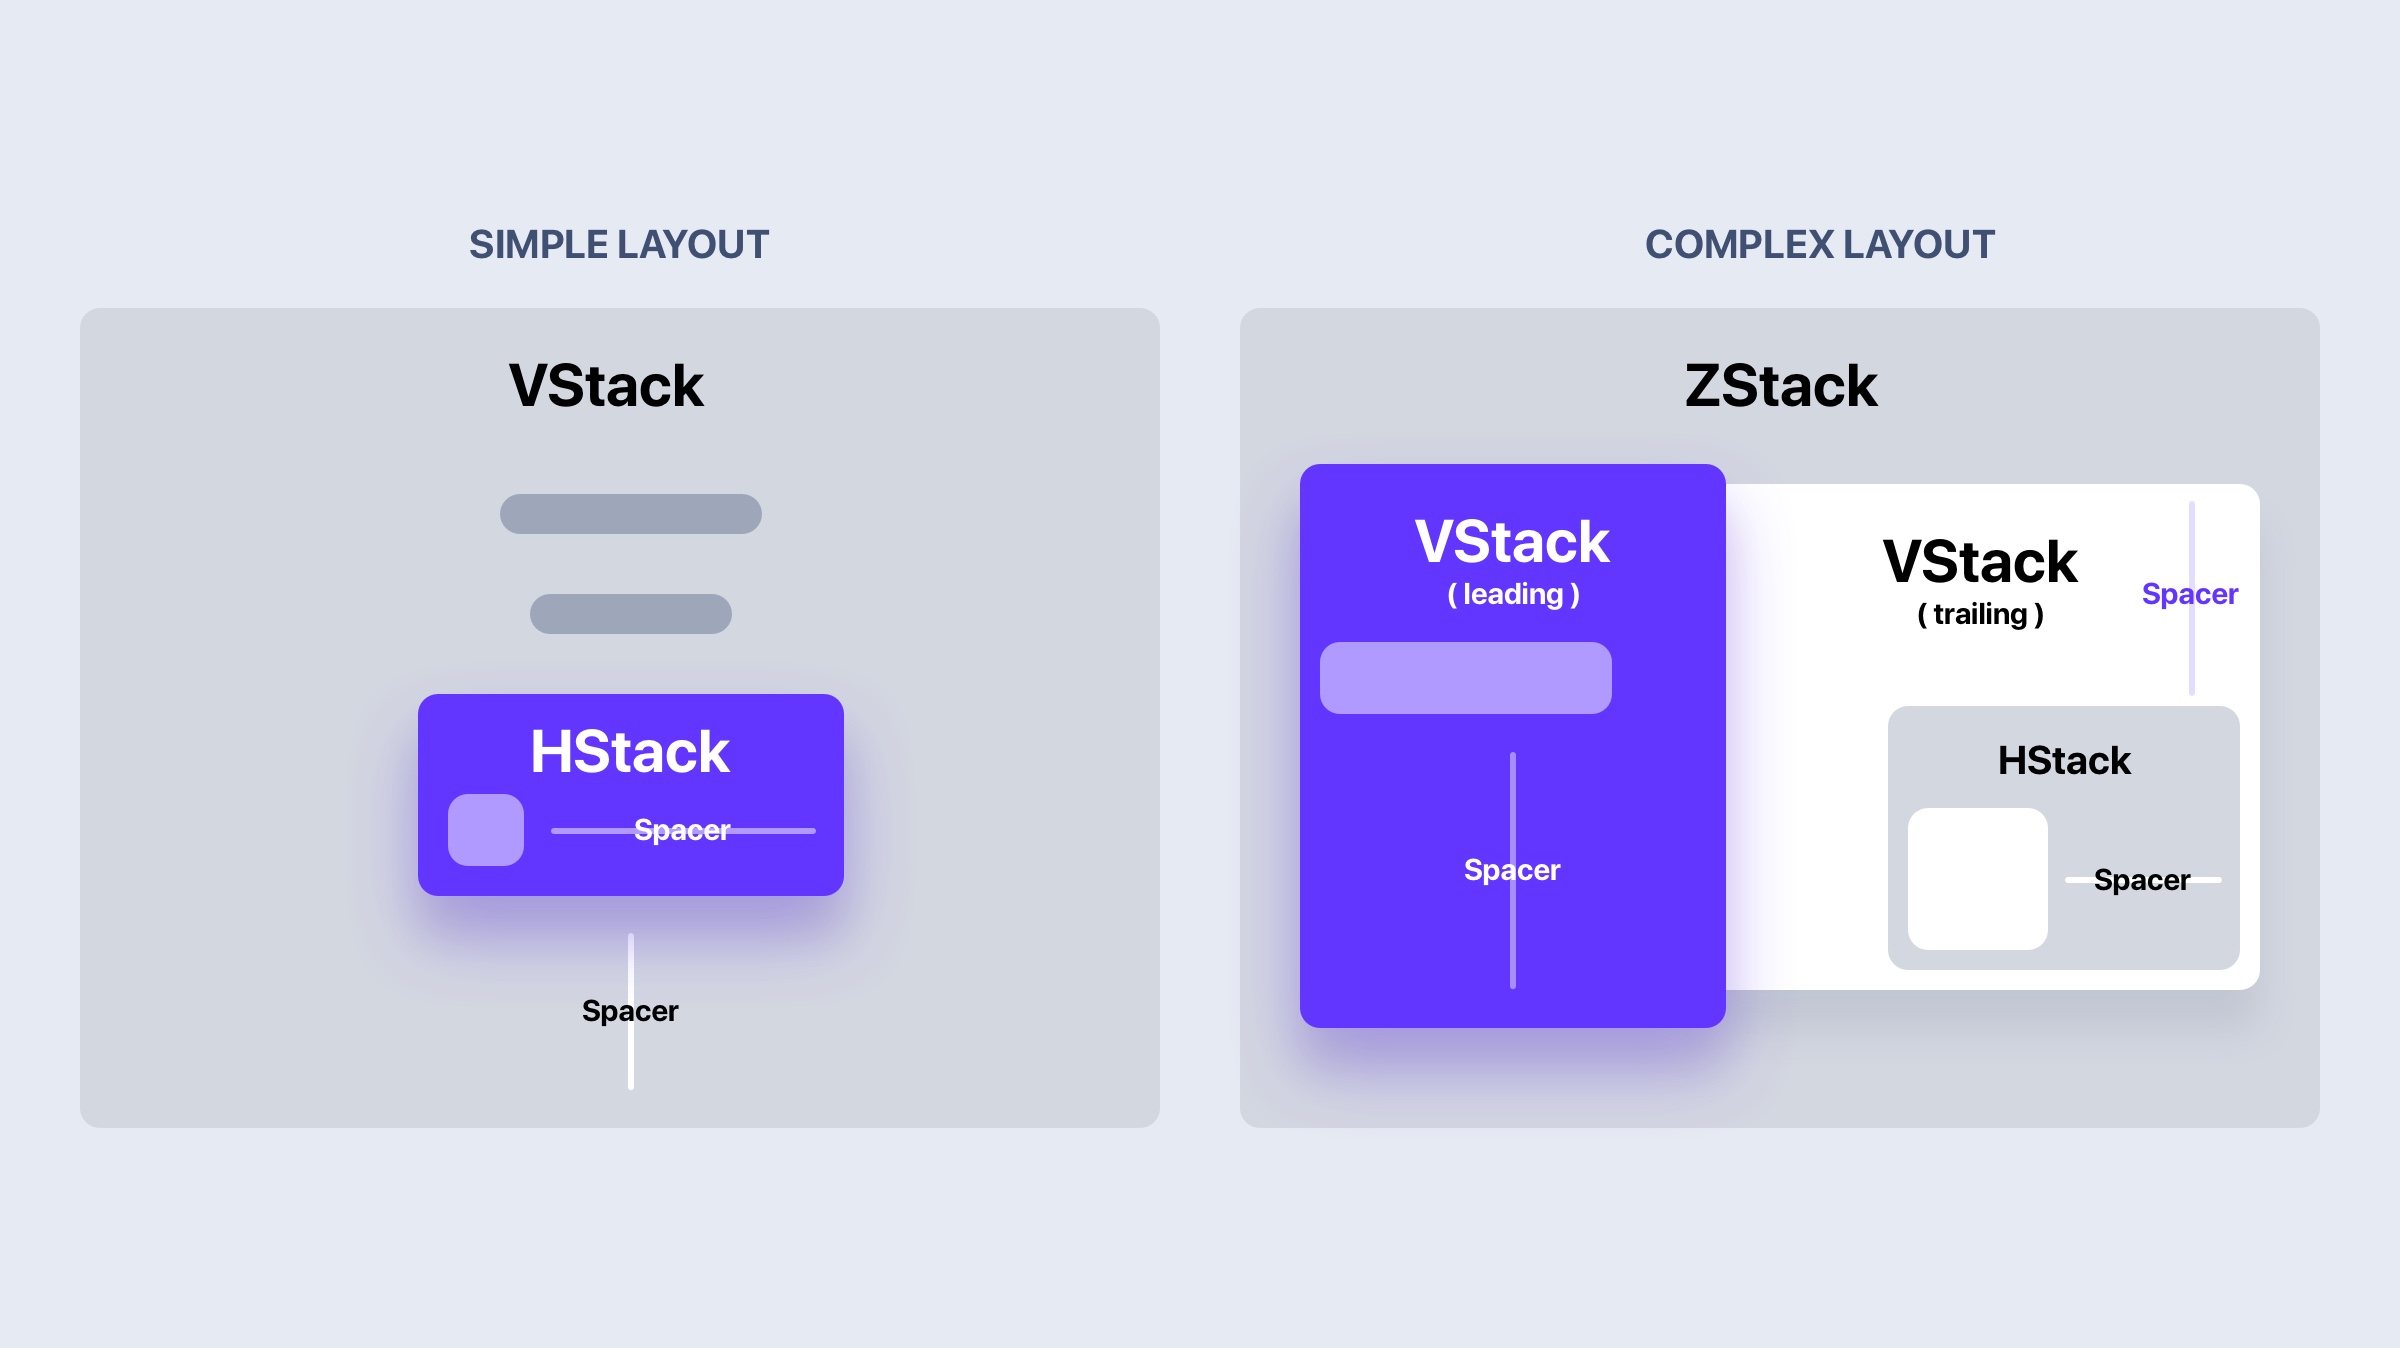 SIMPLE LAYOUT
VStack
HStack
Spacer
Spacer
COMPLEX LAYOUT
ZStack
VStack
( leading )
Spacer
VStack
( trailing )
Spacer
HStack
Spacer